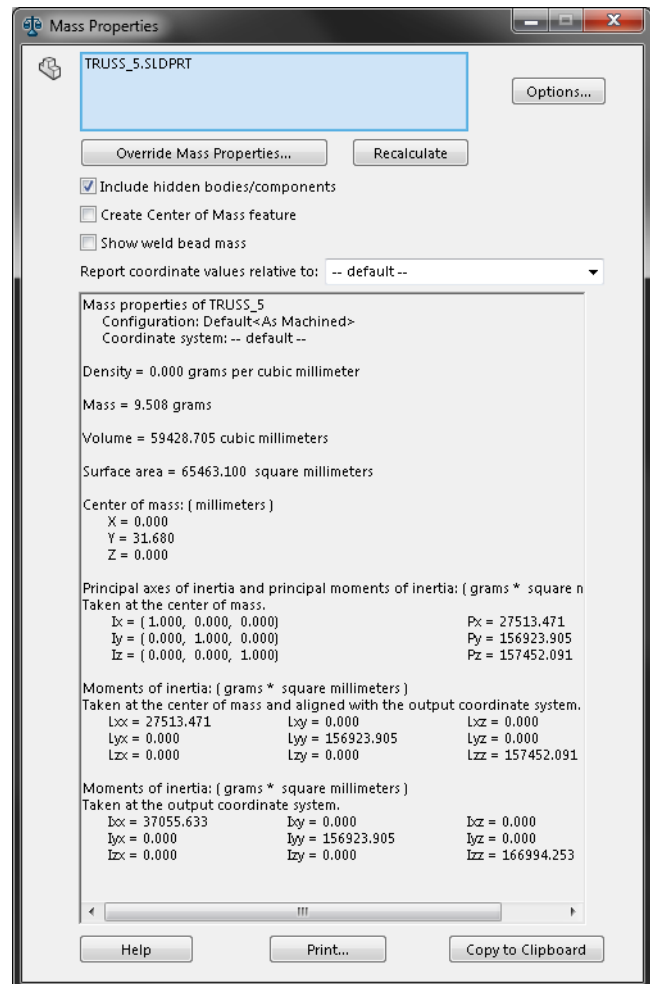 Mass Properties
TRUSS_5.SLDPRT
Options...
Override Mass Properties...
Recalculate
Include hidden bodies/components
Create Center of Mass feature
Show weld bead mass
Report coordinate values relative to: -- default --
Mass properties of TRUSS_5
Configuration: Default<As Machined>
Coordinate system: -- default --
Density = 0.000 grams per cubic millimeter
Mass = 9.508 grams
Volume = 59428.705 cubic millimeters
Surface area = 65463.100 square millimeters
Center of mass: ( millimeters )
X = 0.000
Y = 31.680
Z = 0.000
Principal axes of inertia and principal moments of inertia: ( grams * square n
Taken at the center of mass.
Ix = ( 1.000, 0.000, 0.000) Px = 27513.471
Iy = ( 0.000, 1.000, 0.000) Py = 156923.905
Iz = ( 0.000, 0.000, 1.000) Pz = 157452.091
Moments of inertia: ( grams * square millimeters )
Taken at the center of mass and aligned with the output coordinate system.
Lxx = 27513.471 Lxy = 0.000 Lxz = 0.000
Lyx = 0.000 Lyy = 156923.905 Lyz = 0.000
Lzx = 0.000 Lzy = 0.000 Lzz = 157452.091
Moments of inertia: ( grams * square millimeters )
Taken at the output coordinate system.
Ixx = 37055.633 Ixy = 0.000 Ixz = 0.000
Iyx = 0.000 Iyy = 156923.905 Iyz = 0.000
Izx = 0.000 Izy = 0.000 Izz = 166994.253
Help
Print...
Copy to Clipboard